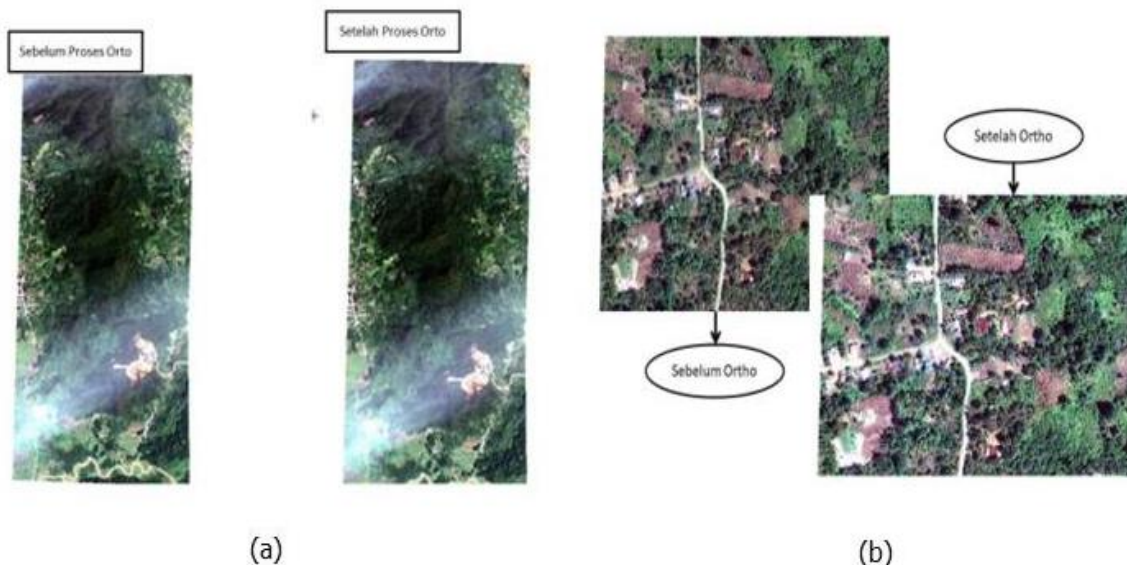 Sebelum Proses Orto
Setelah Proses Orto
Setelah Ortho
Sebelum Ortho
(a)
(b)